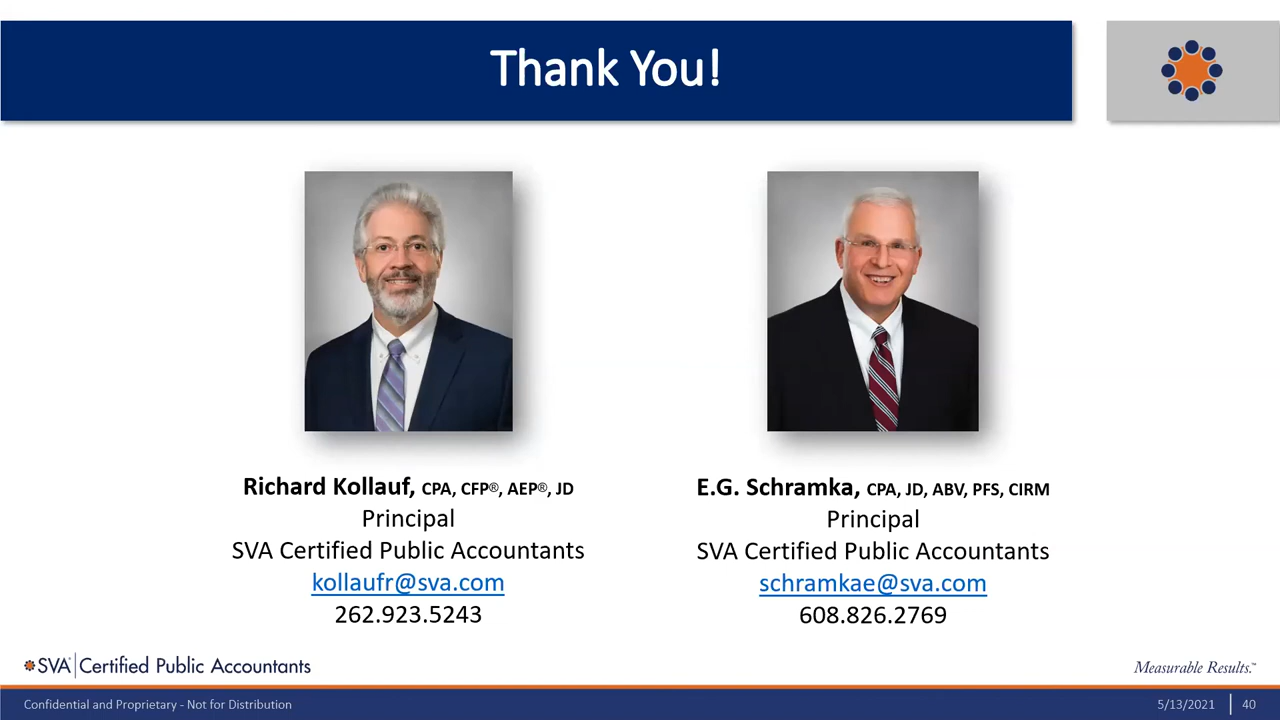 Thank You!
Richard Kollauf, CPA, CFP®, AEP®, JD
Principal
SVA Certified Public Accountants
kollaufr@sva.com
262.923.5243
E.G. Schramka, CPA, JD, ABV, PFS, CIRM
Principal
SVA Certified Public Accountants
schramkae@sva.com
608.826.2769
SVA® Certified Public Accountants
Measurable Results.™
Confidential and Proprietary - Not for Distribution
5/13/2021
40